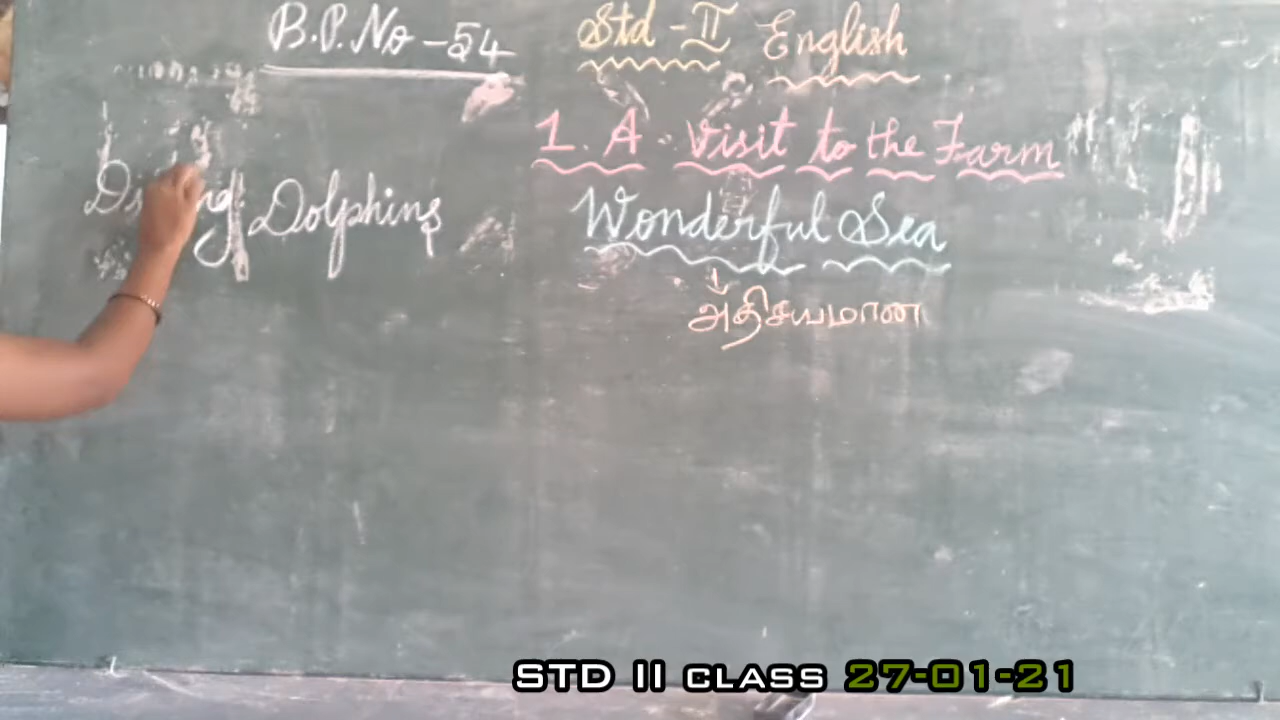 B.P.No - 54
Std - II English
1. A Visit to the Farm
Dolphins
Wonderful Sea
அதிசயமான
STD II CLASS 27-01-21